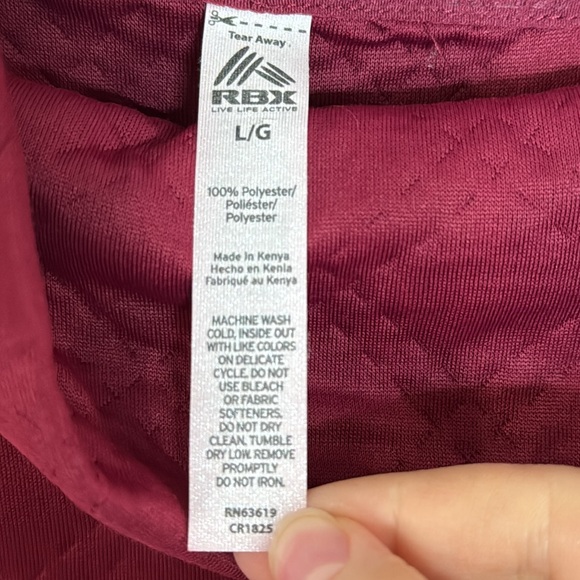 Tear Away.
RBX
LIVE LIFE ACTIVE
L/G
100% Polyester/
Poliéster/
Polyester
Made In Kenya
Hecho en Kenia
Fabriqué au Kenya
MACHINE WASH
COLD, INSIDE OUT
WITH LIKE COLORS
ON DELICATE
CYCLE. DO NOT
USE BLEACH
OR FABRIC
SOFTENERS.
DO NOT DRY
CLEAN. TUMBLE
DRY LOW. REMOVE
PROMPTLY
DO NOT IRON.
RN63619
CR1825